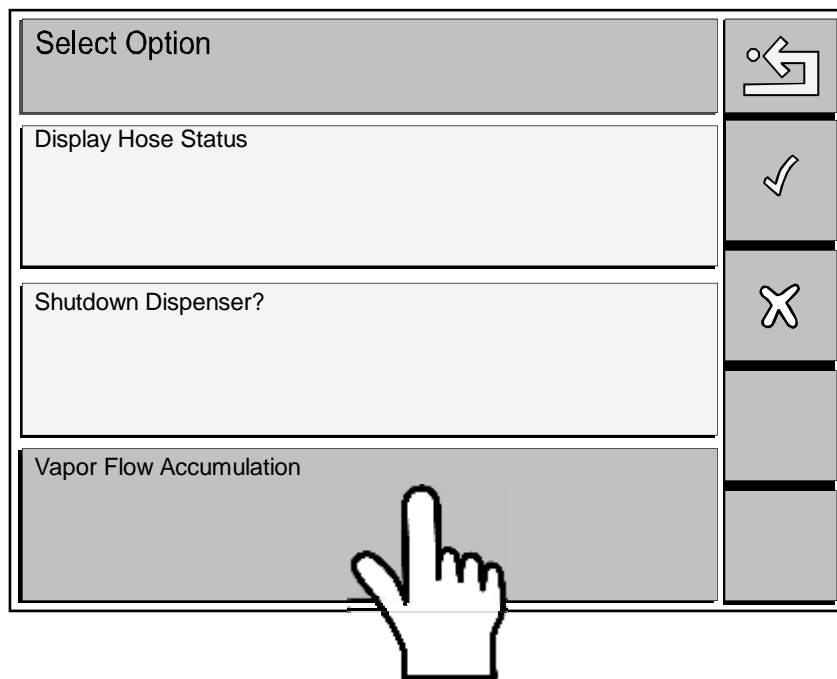 Select Option
Display Hose Status
Shutdown Dispenser?
Vapor Flow Accumulation